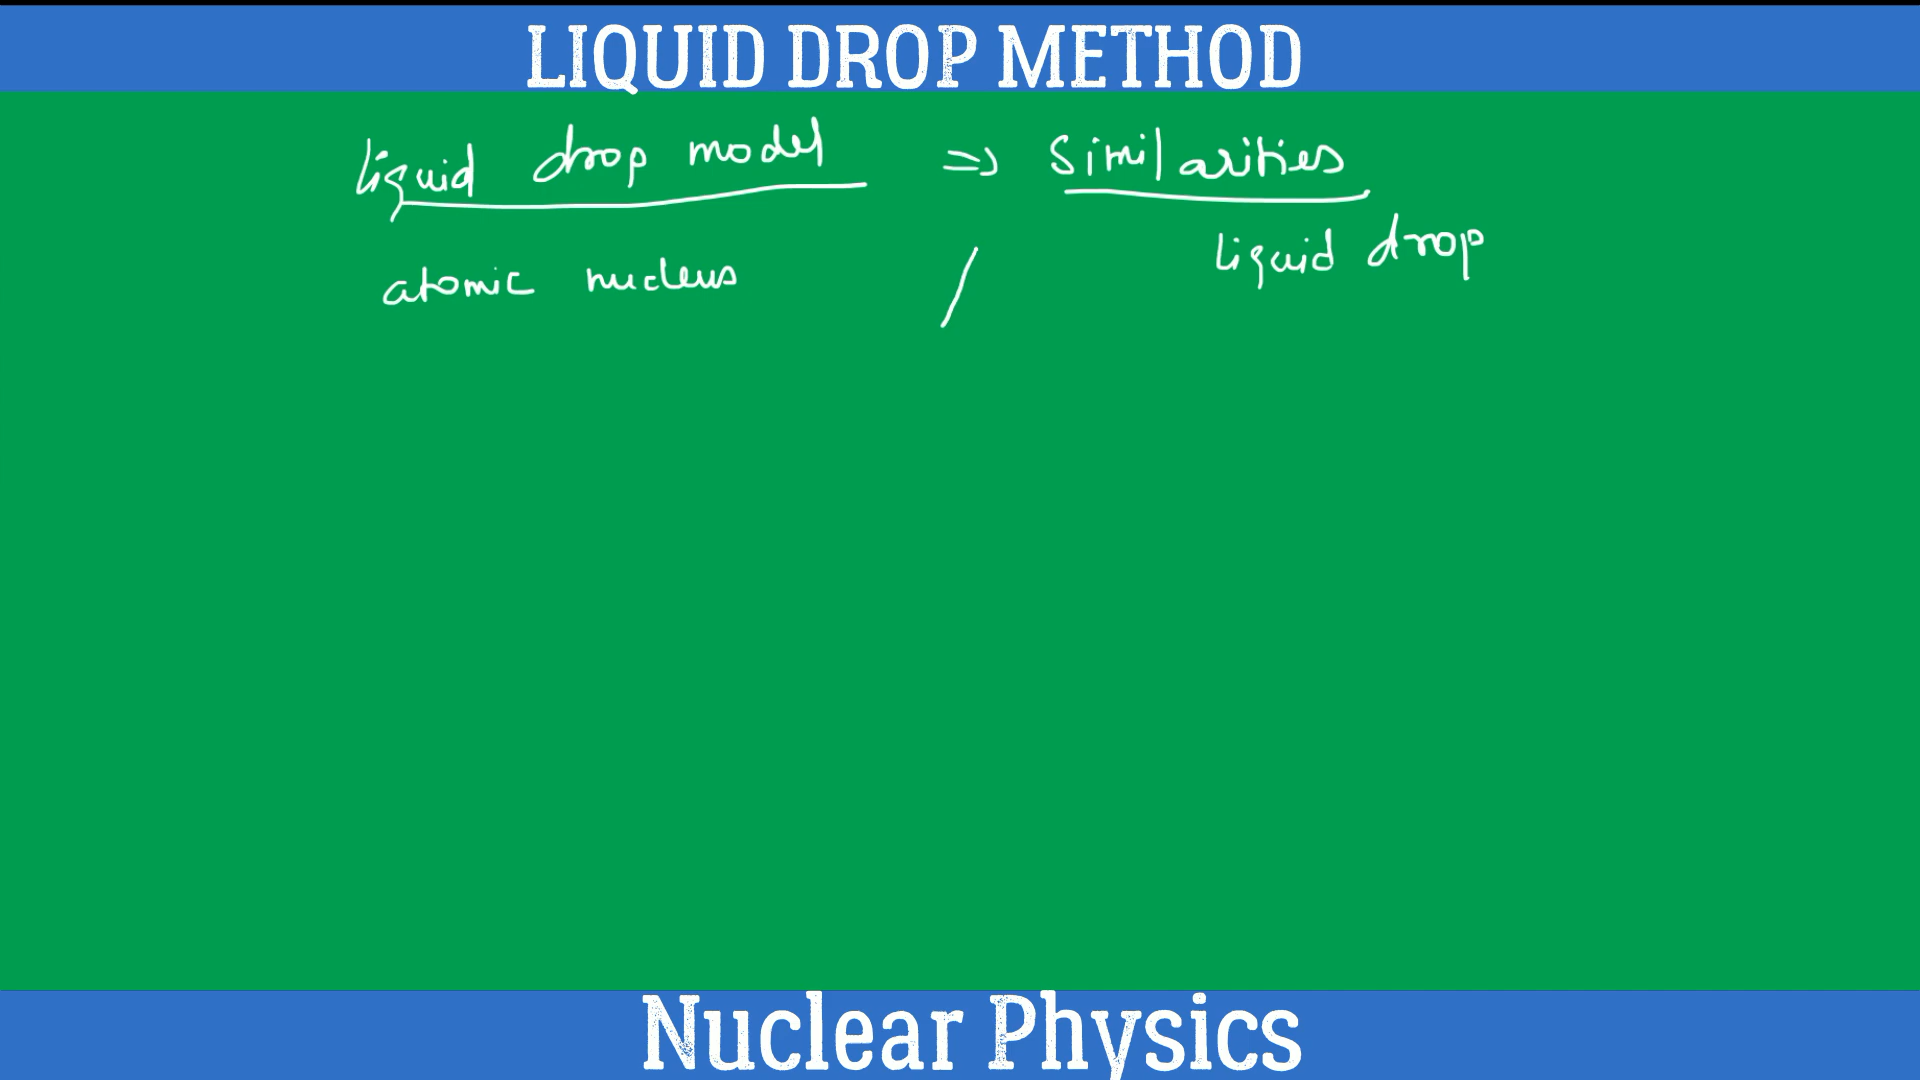 LIQUID DROP METHOD
liquid drop model => Similarities
liquid drop
atomic nucleus /
Nuclear Physics